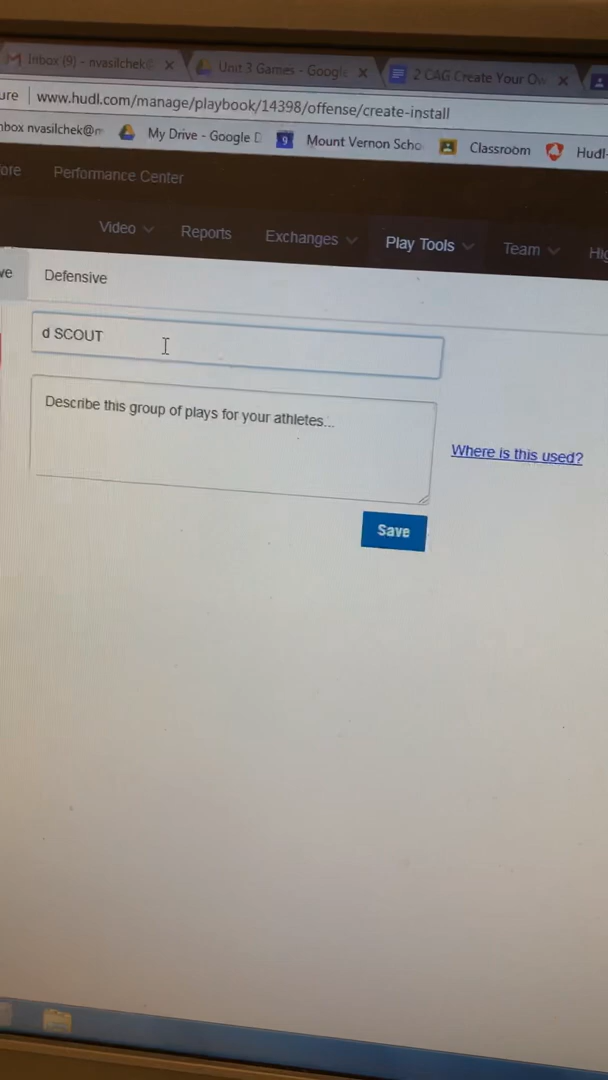 Inbox (9) - nvasilchek@
Unit 3 Games - Google
2 CAG Create Your Ow
ure | www.hudl.com/manage/playbook/14398/offense/create-install
nbox nvasilchek@m
My Drive - Google D
9 Mount Vernon Scho
Classroom
Hudl-
ore
Performance Center
Video
Reports
Exchanges
Play Tools
Team
Hig
ve
Defensive
d SCOUT
Describe this group of plays for your athletes...
Where is this used?
Save